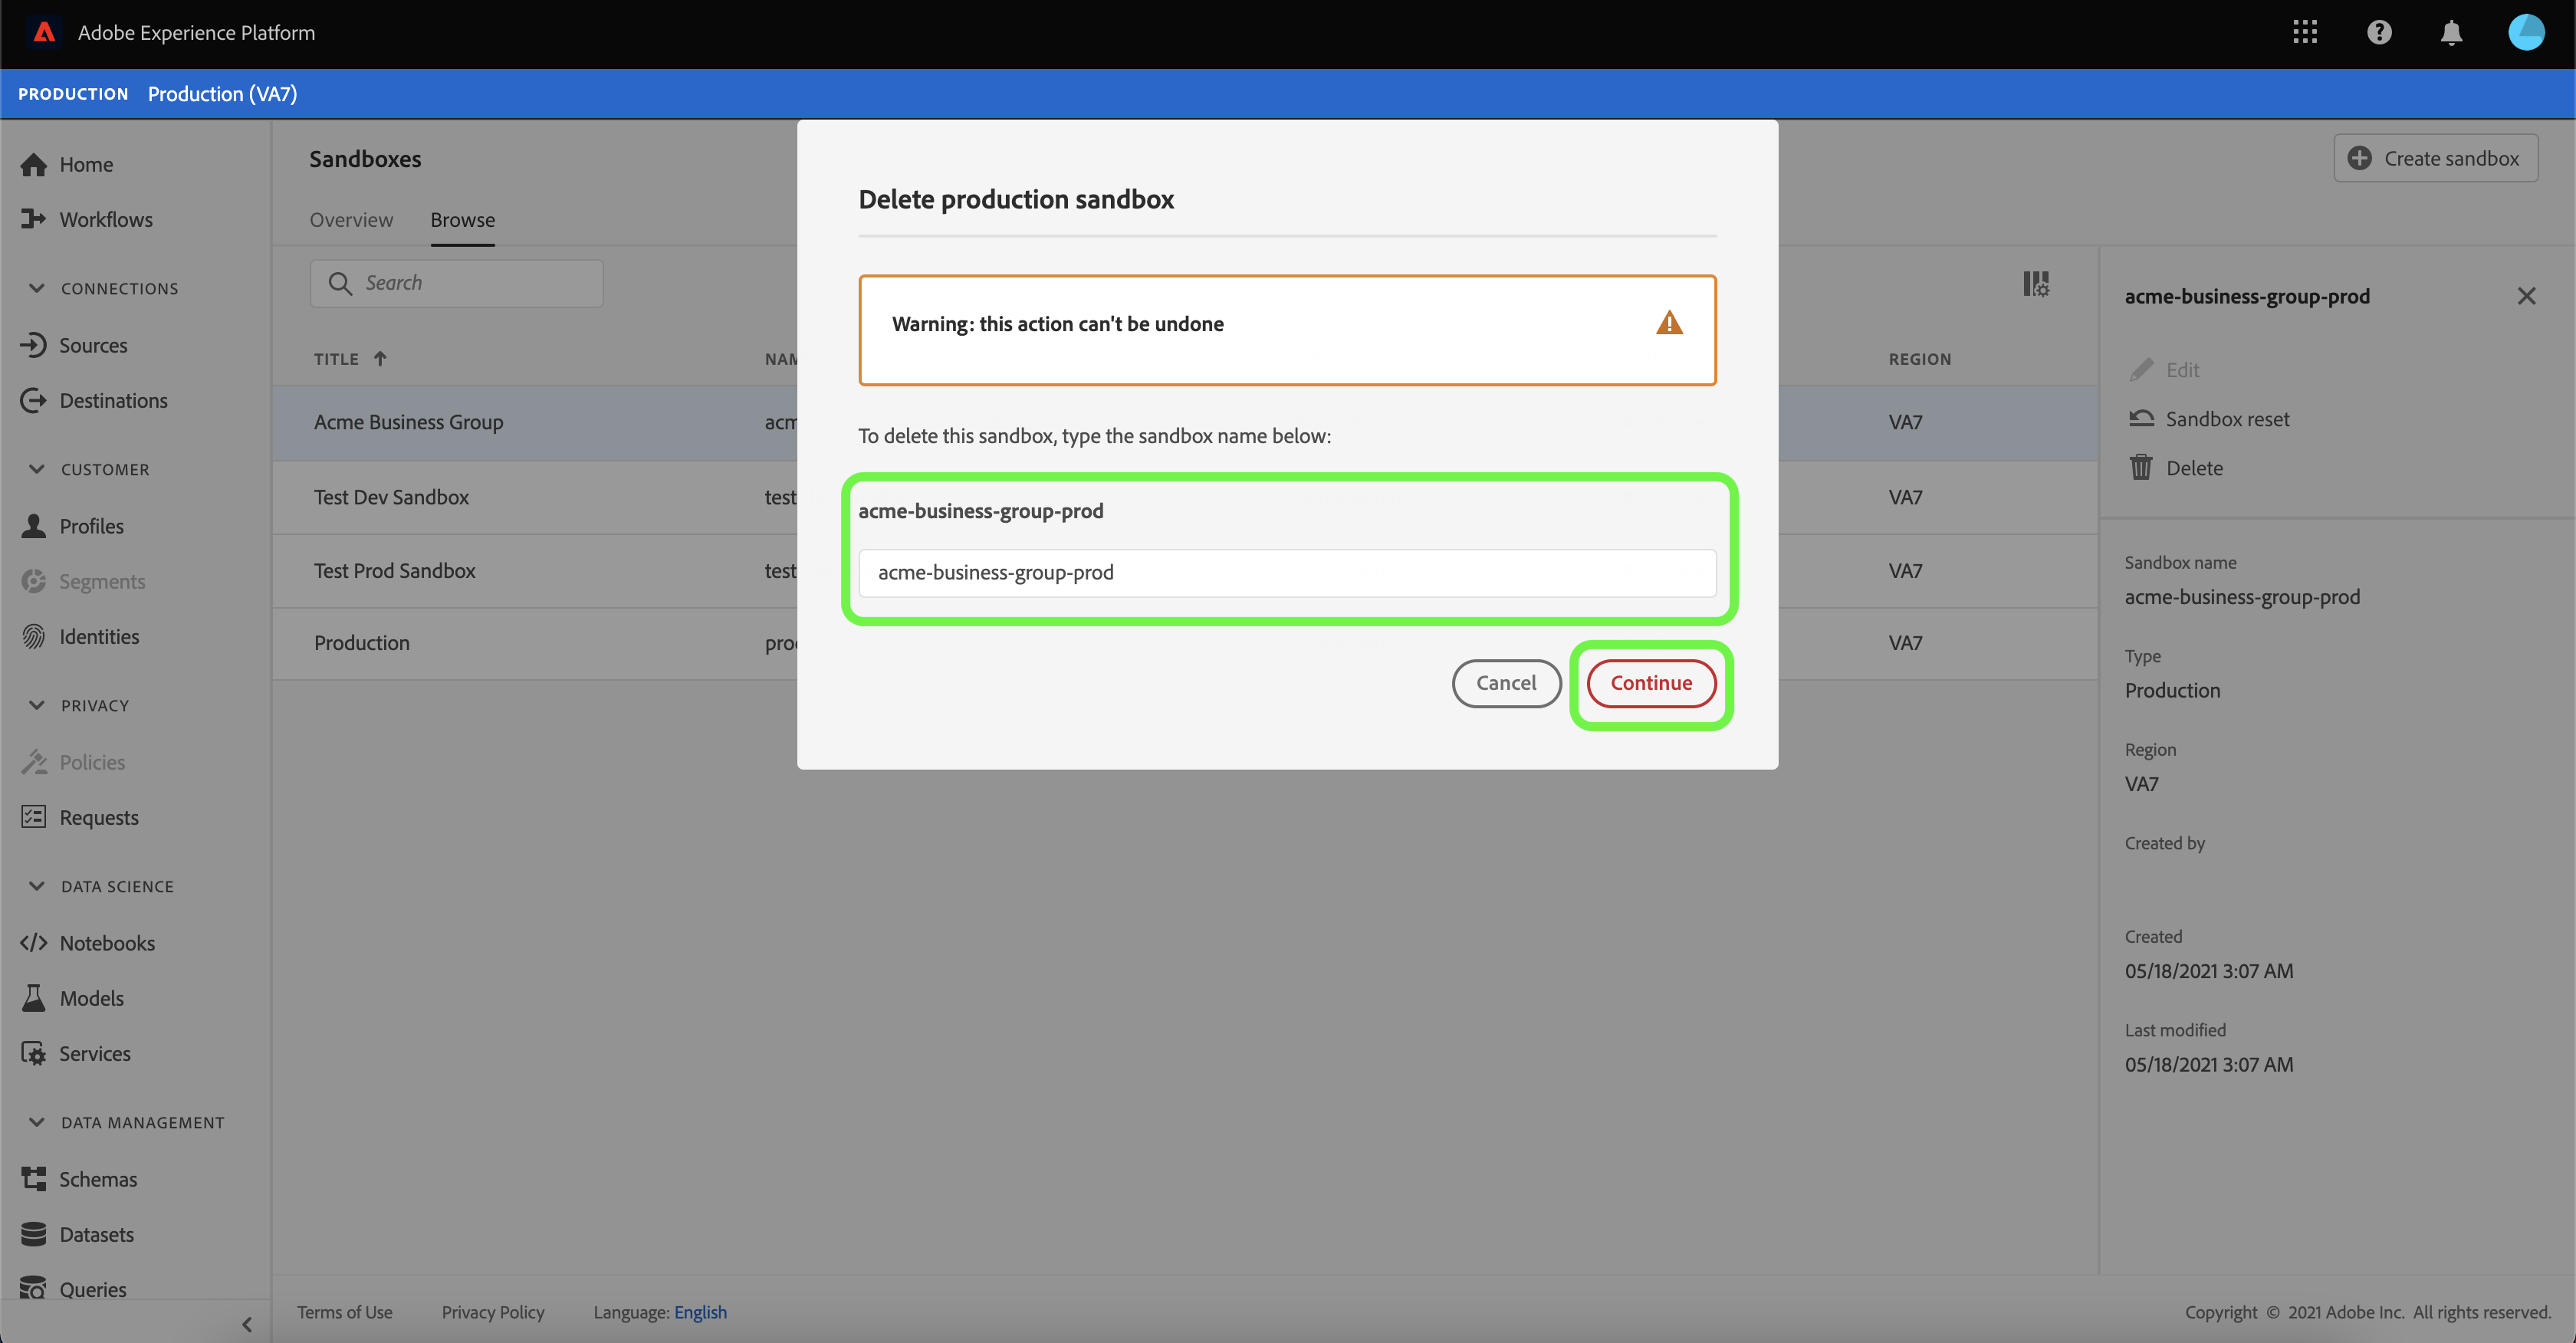 Adobe Experience Platform
PRODUCTION Production (VA7)
Home
Workflows
CONNECTIONS
Sources
Destinations
CUSTOMER
Profiles
Segments
Identities
PRIVACY
Policies
Requests
DATA SCIENCE
Notebooks
Models
Services
DATA MANAGEMENT
Schemas
Datasets
Queries
Sandboxes
Create sandbox
Overview Browse
Search
TITLE NAM REGION
Acme Business Group acm VA7
Test Dev Sandbox test VA7
Test Prod Sandbox test VA7
Production pro VA7
Delete production sandbox
Warning: this action can't be undone
To delete this sandbox, type the sandbox name below:
acme-business-group-prod
acme-business-group-prod
Cancel Continue
acme-business-group-prod
Edit
Sandbox reset
Delete
Sandbox name
acme-business-group-prod
Type
Production
Region
VA7
Created by
Created
05/18/2021 3:07 AM
Last modified
05/18/2021 3:07 AM
Terms of Use Privacy Policy Language: English Copyright © 2021 Adobe Inc. All rights reserved.